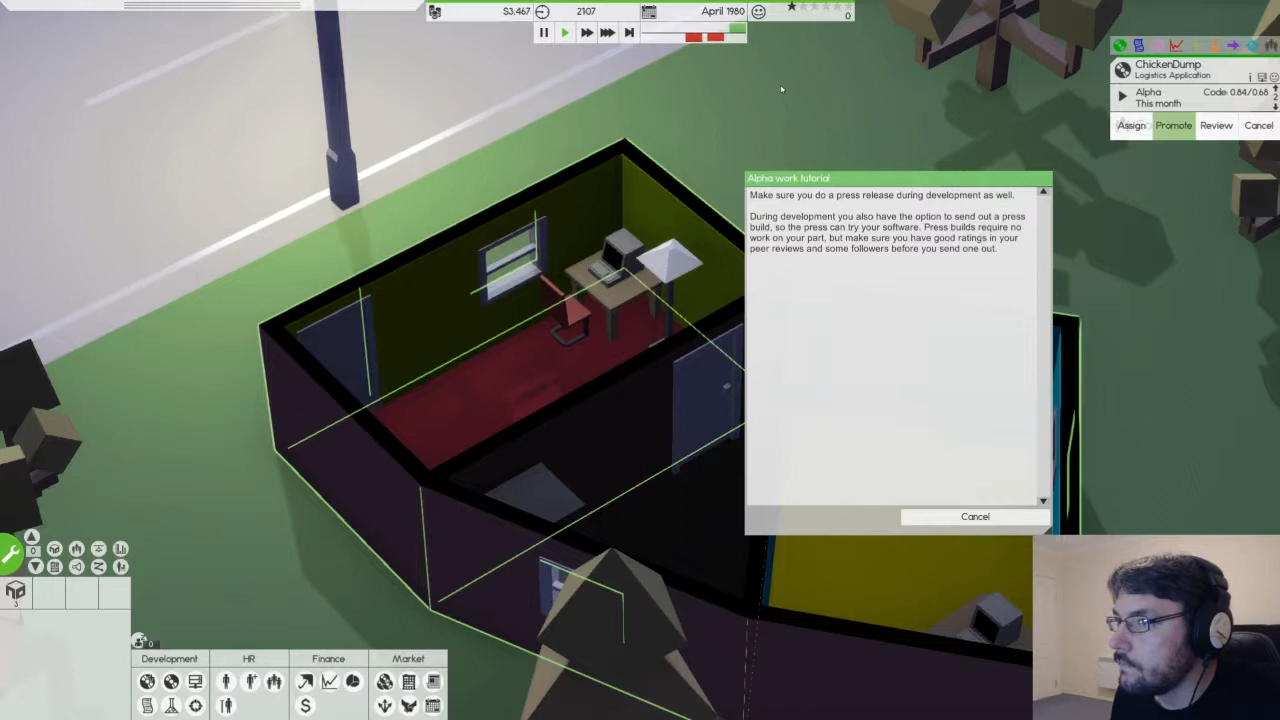 $3,467
2107
April 1980
0
ChickenDump
Logistics Application
Alpha
This month
Code: 0.84/0.68
2
Assign
Promote
Review
Cancel
Alpha work tutorial
Make sure you do a press release during development as well.
During development you also have the option to send out a press
build, so the press can try your software. Press builds require no
work on your part, but make sure you have good ratings in your
peer reviews and some followers before you send one out.
Cancel
0
3
0
Development
HR
Finance
Market